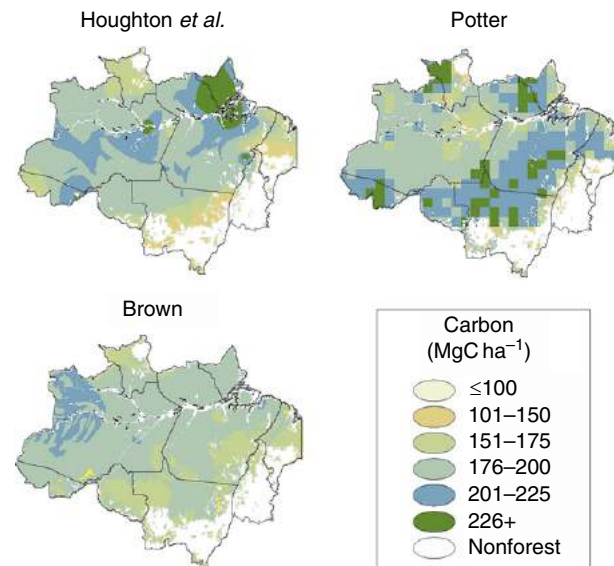 Houghton et al.
Potter
Brown
Carbon
(MgC ha⁻¹)
≤100
101–150
151–175
176–200
201–225
226+
Nonforest